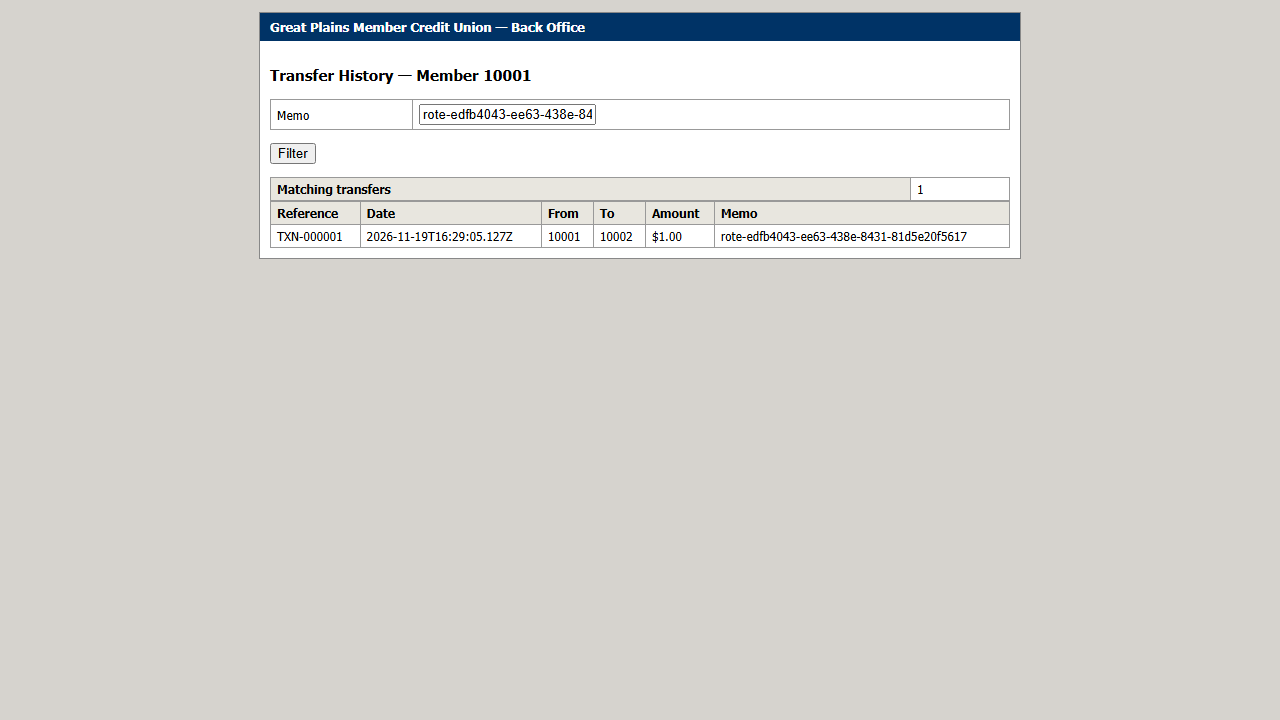 Great Plains Member Credit Union — Back Office
Transfer History — Member 10001
Memo rote-edfb4043-ee63-438e-84
Filter
Matching transfers 1
Reference Date From To Amount Memo
TXN-000001 2026-11-19T16:29:05.127Z 10001 10002 $1.00 rote-edfb4043-ee63-438e-8431-81d5e20f5617